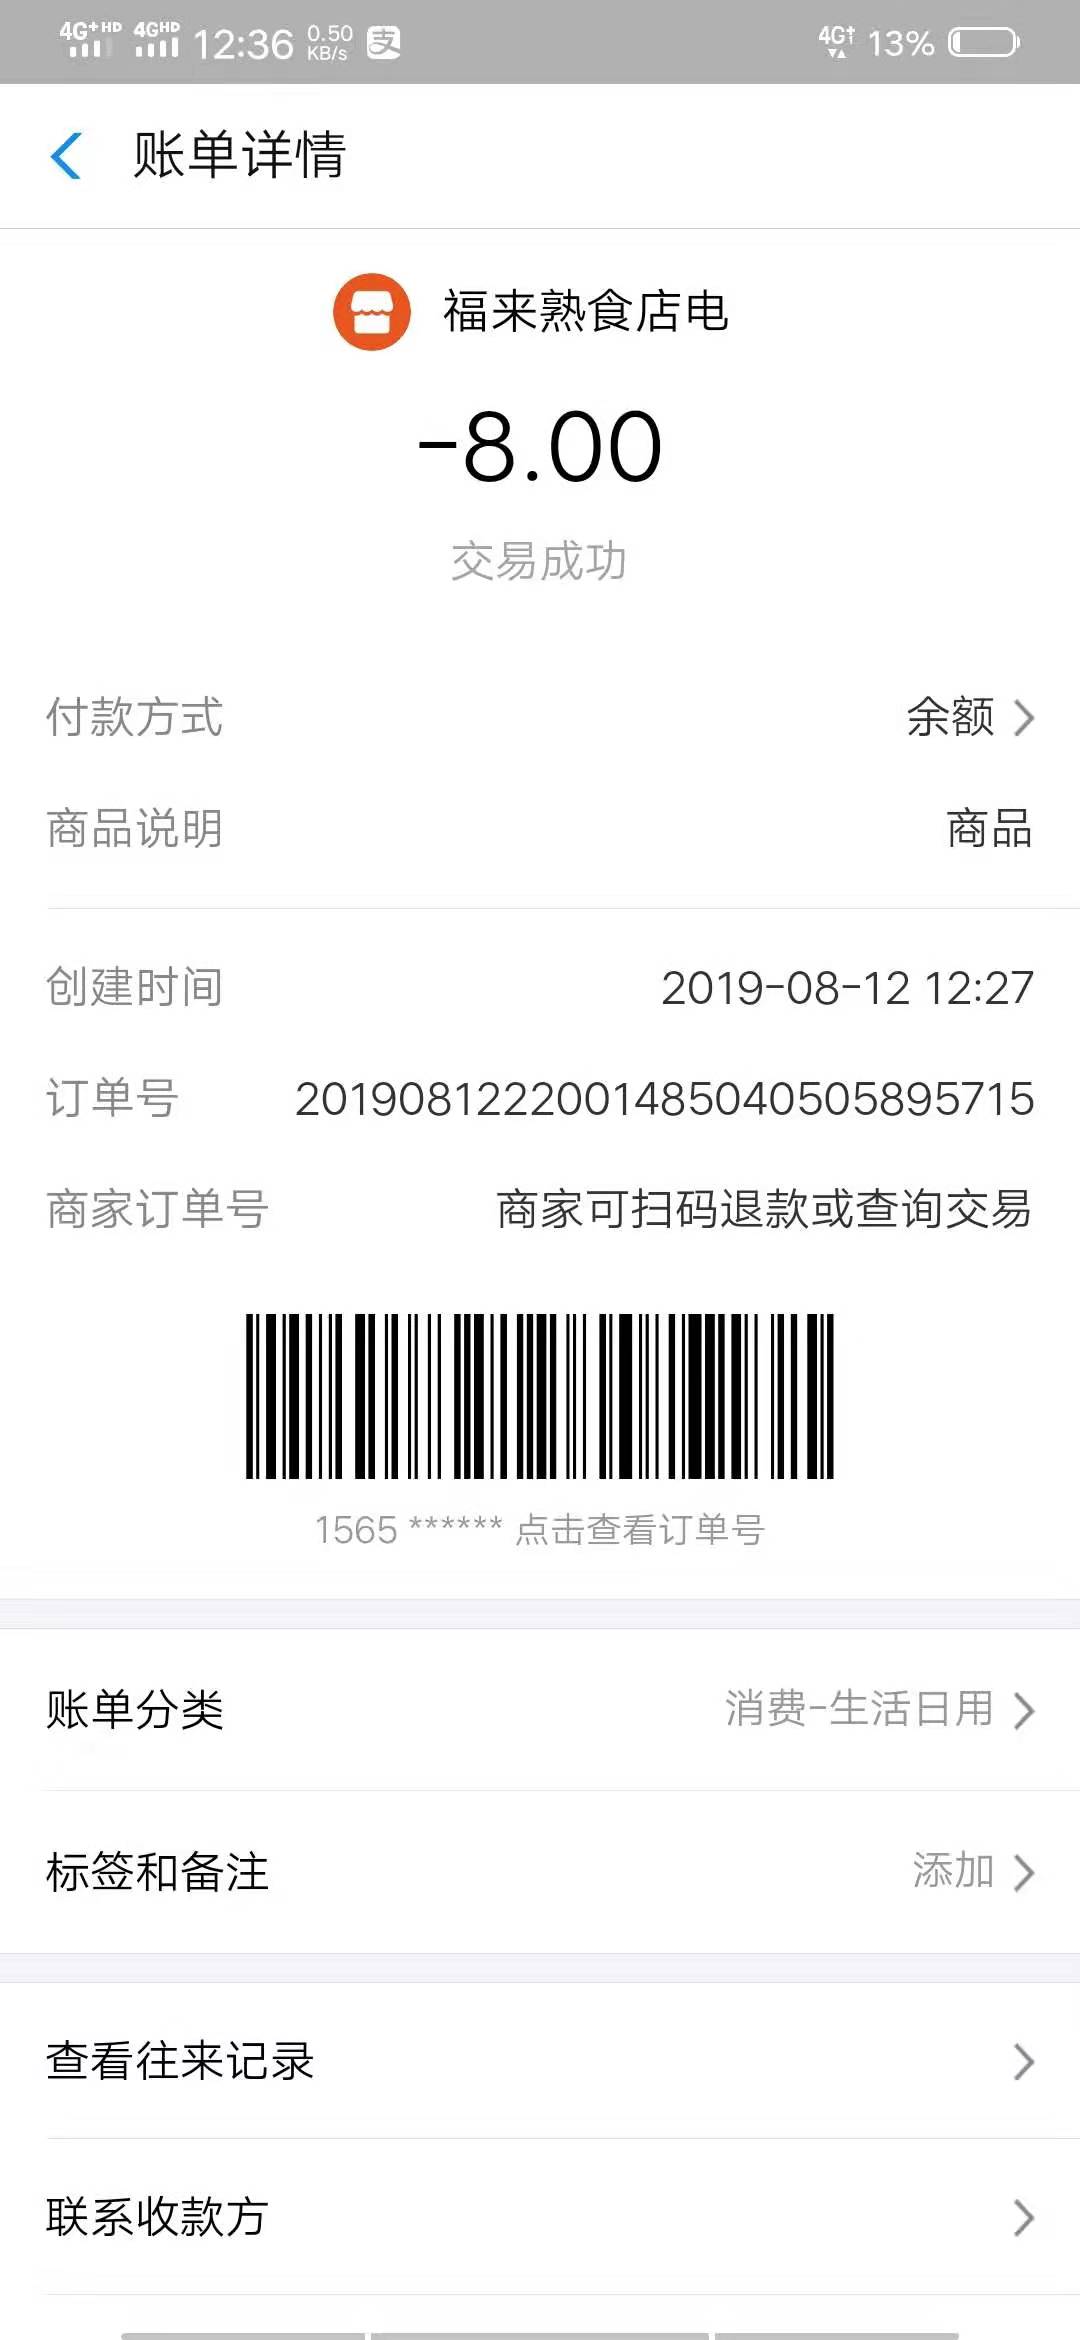 4G+HD 4GHD 12:36 0.50 KB/s 支 4G 13%
账单详情
福来熟食店电
-8.00
交易成功
付款方式 余额
商品说明 商品
创建时间 2019-08-12 12:27
订单号 2019081222001485040505895715
商家订单号 商家可扫码退款或查询交易
1565 ****** 点击查看订单号
账单分类 消费-生活日用
标签和备注 添加
查看往来记录
联系收款方